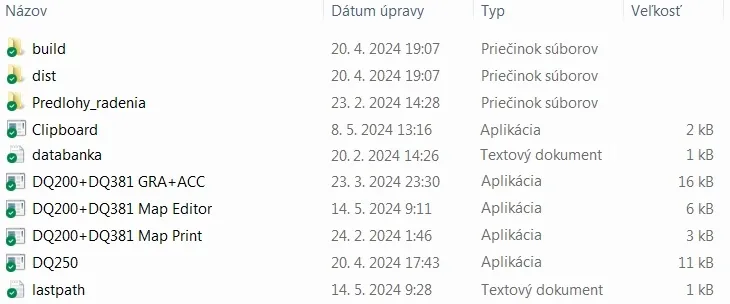 Názov Dátum úpravy Typ Veľkosť
build 20. 4. 2024 19:07 Priečinok súborov
dist 20. 4. 2024 19:07 Priečinok súborov
Predlohy_radenia 23. 2. 2024 14:28 Priečinok súborov
Clipboard 8. 5. 2024 13:16 Aplikácia 2 kB
databanka 20. 2. 2024 14:26 Textový dokument 1 kB
DQ200+DQ381 GRA+ACC 23. 3. 2024 23:30 Aplikácia 16 kB
DQ200+DQ381 Map Editor 14. 5. 2024 9:11 Aplikácia 6 kB
DQ200+DQ381 Map Print 24. 2. 2024 1:46 Aplikácia 3 kB
DQ250 20. 4. 2024 17:43 Aplikácia 11 kB
lastpath 14. 5. 2024 9:28 Textový dokument 1 kB